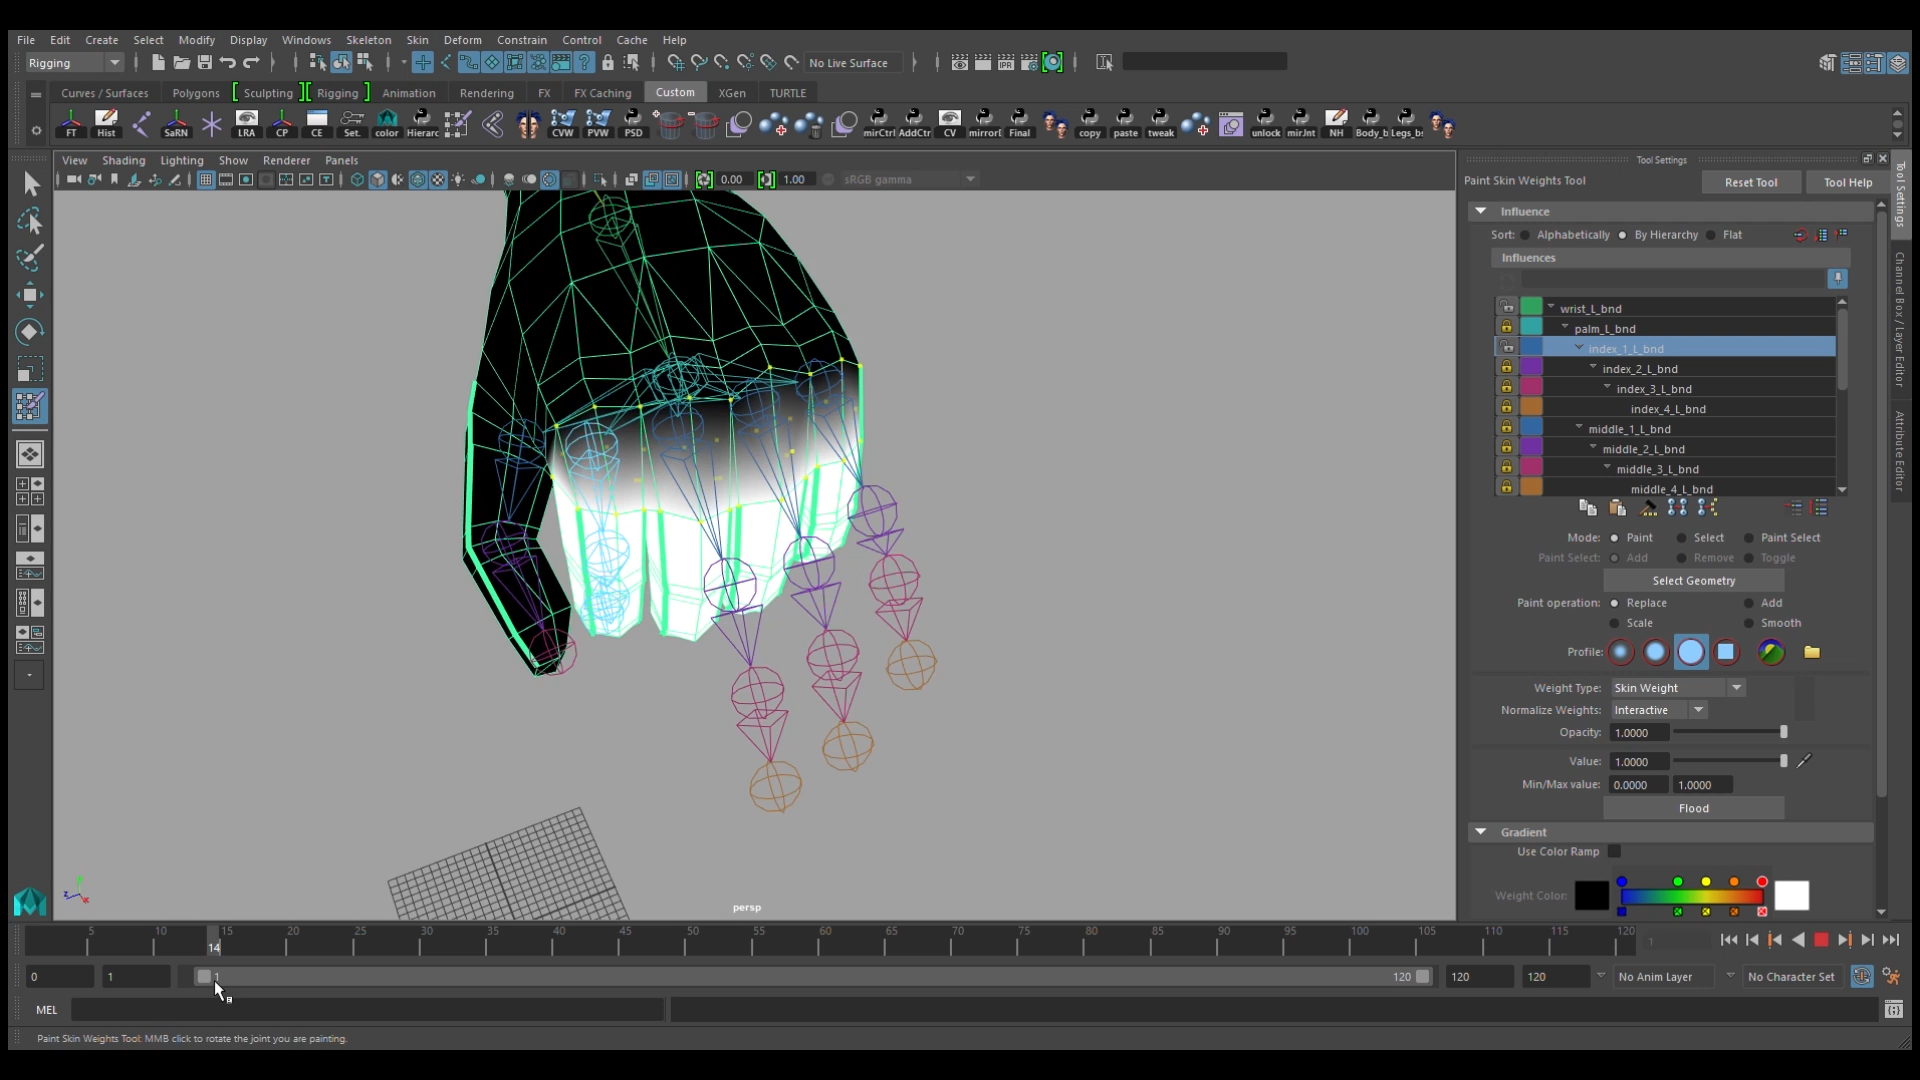 File Edit Create Select Modify Display Windows Skeleton Skin Deform Constrain Control Cache Help
Rigging No Live Surface
Curves / Surfaces Polygons Sculpting Rigging Animation Rendering FX FX Caching Custom XGen TURTLE
FT Hist SaRN LRA CP CE Set. color Hierarc CVW PVW PSD mirCtrl AddCtr CV mirrorl Final copy paste tweak unlock mirJnt NH Body_b Legs_b
View Shading Lighting Show Renderer Panels
0.00 1.00 sRGB gamma
persp
Tool Settings
Paint Skin Weights Tool Reset Tool Tool Help
Influence
Sort: Alphabetically By Hierarchy Flat
Influences
wrist_L_bnd
palm_L_bnd
index_1_L_bnd
index_2_L_bnd
index_3_L_bnd
index_4_L_bnd
middle_1_L_bnd
middle_2_L_bnd
middle_3_L_bnd
middle_4_L_bnd
Mode: Paint Select Paint Select
Paint Select: Add Remove Toggle
Select Geometry
Paint operation: Replace Add
Scale Smooth
Profile:
Weight Type: Skin Weight
Normalize Weights: Interactive
Opacity: 1.0000
Value: 1.0000
Min/Max value: 0.0000 1.0000
Flood
Gradient
Use Color Ramp
Weight Color:
Tool Settings
Channel Box / Layer Editor
Attribute Editor
5 10 15 20 25 30 35 40 45 50 55 60 65 70 75 80 85 90 95 100 105 110 115 120
14 1
0 1 1 120 120 120 No Anim Layer No Character Set
MEL
Paint Skin Weights Tool: MMB click to rotate the joint you are painting.